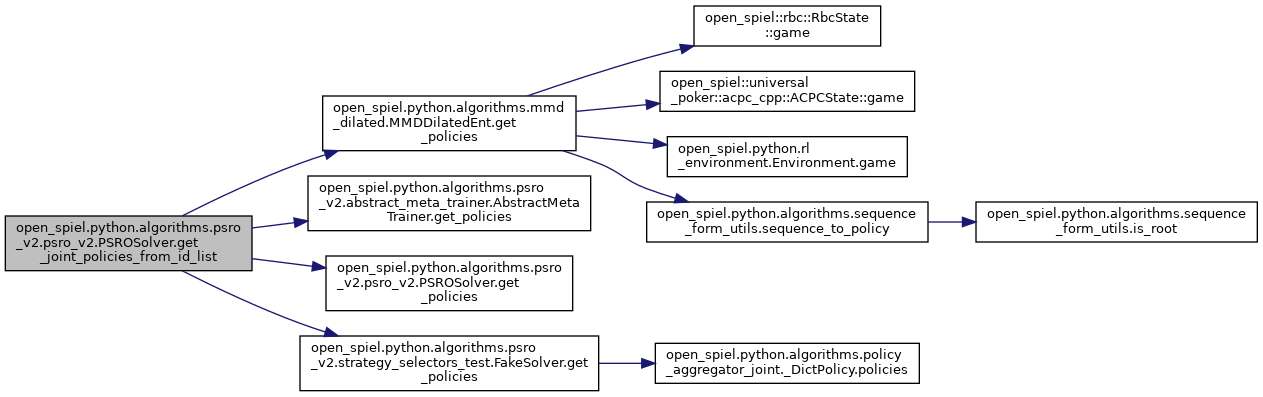 open_spiel.python.algorithms.psro
_v2.psro_v2.PSROSolver.get
_joint_policies_from_id_list
open_spiel.python.algorithms.mmd
_dilated.MMDDilatedEnt.get
_policies
open_spiel.python.algorithms.psro
_v2.abstract_meta_trainer.AbstractMeta
Trainer.get_policies
open_spiel.python.algorithms.psro
_v2.psro_v2.PSROSolver.get
_policies
open_spiel.python.algorithms.psro
_v2.strategy_selectors_test.FakeSolver.get
_policies
open_spiel::rbc::RbcState
::game
open_spiel::universal
_poker::acpc_cpp::ACPCState::game
open_spiel.python.rl
_environment.Environment.game
open_spiel.python.algorithms.sequence
_form_utils.sequence_to_policy
open_spiel.python.algorithms.policy
_aggregator_joint._DictPolicy.policies
open_spiel.python.algorithms.sequence
_form_utils.is_root